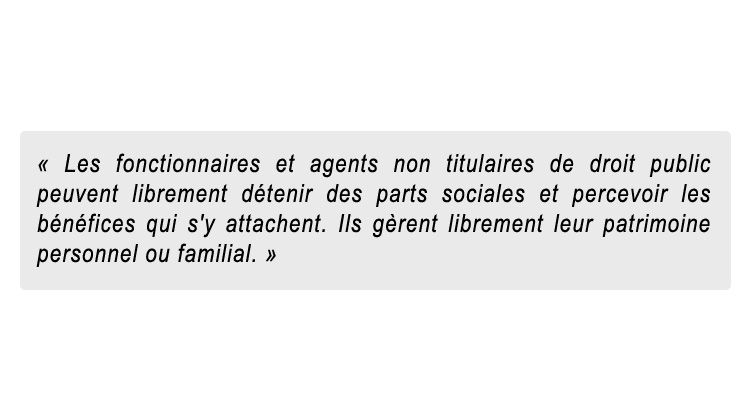 « Les fonctionnaires et agents non titulaires de droit public
peuvent librement détenir des parts sociales et percevoir les
bénéfices qui s'y attachent. Ils gèrent librement leur patrimoine
personnel ou familial. »